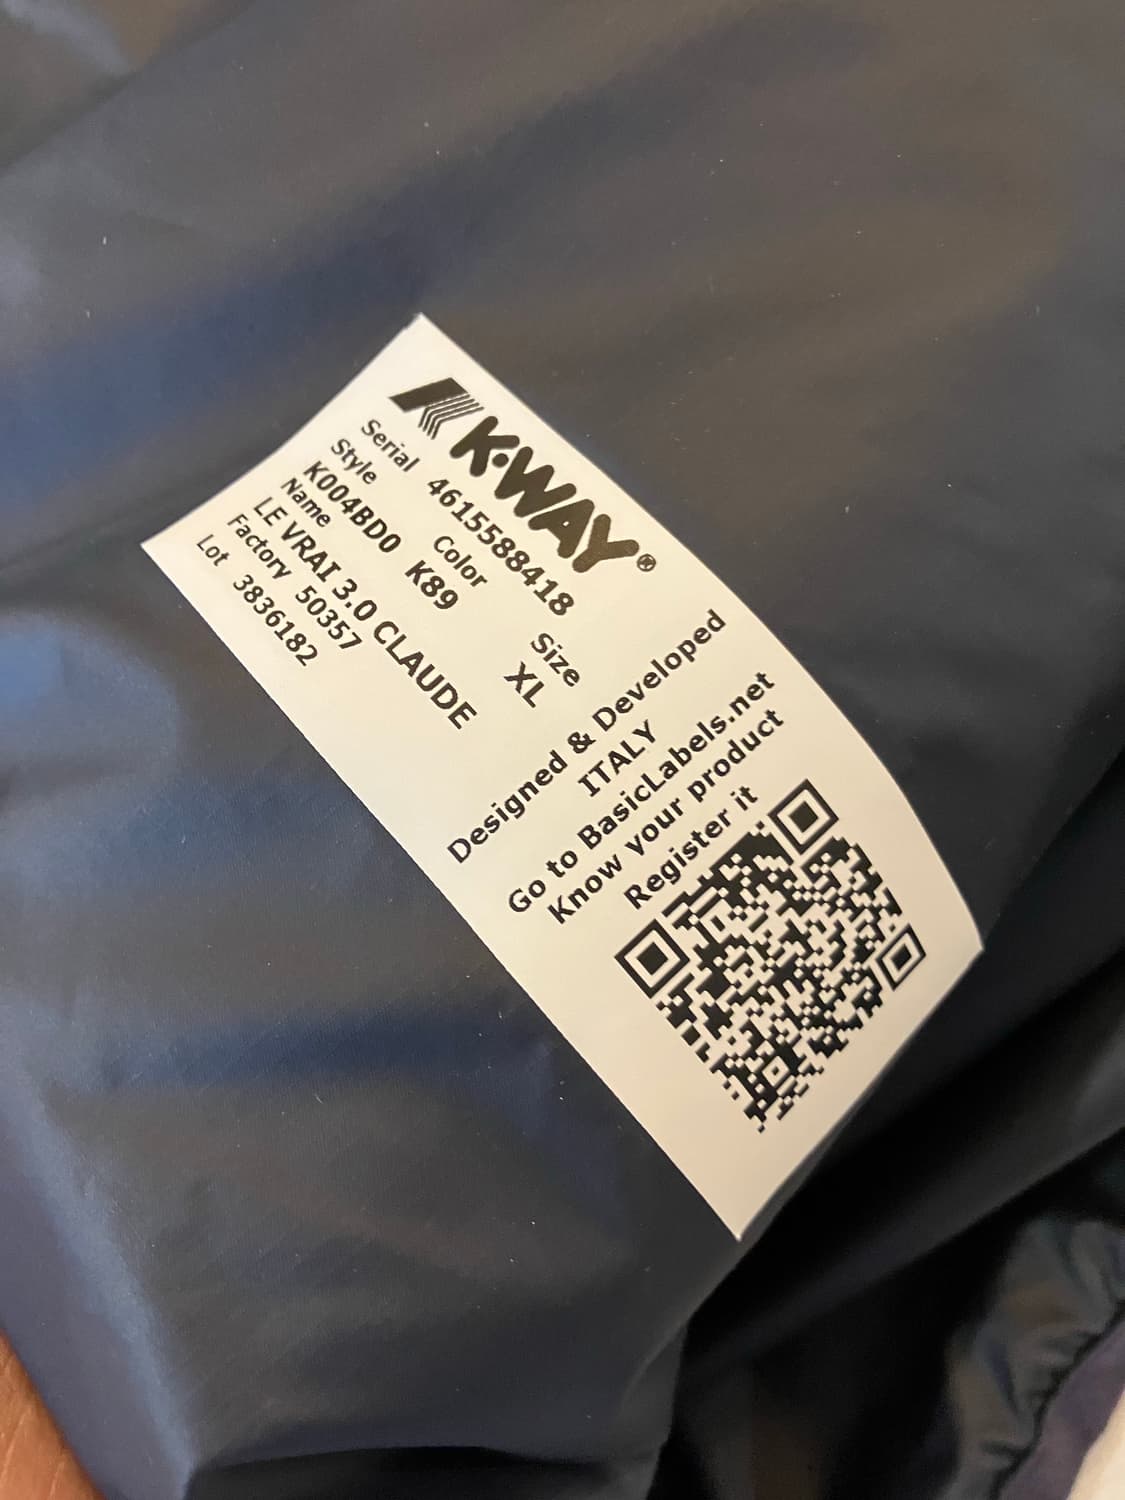 K·WAY®
Serial 4615588418
Style Color Size
K004BD0 K89 XL
Name
LE VRAI 3.0 CLAUDE
Factory 50357
Lot 3836182
Designed & Developed
ITALY
Go to BasicLabels.net
Know your product
Register it